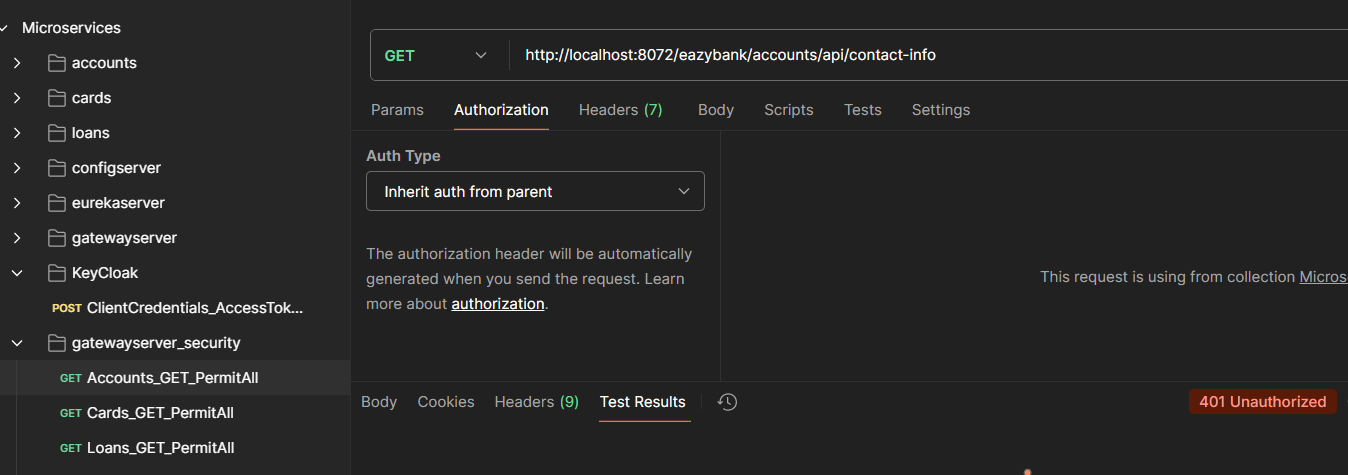 Microservices
accounts
cards
loans
configserver
eurekaserver
gatewayserver
KeyCloak
POST ClientCredentials_AccessTok...
gatewayserver_security
GET Accounts_GET_PermitAll
GET Cards_GET_PermitAll
GET Loans_GET_PermitAll
GET http://localhost:8072/eazybank/accounts/api/contact-info
Params Authorization Headers (7) Body Scripts Tests Settings
Auth Type
Inherit auth from parent
The authorization header will be automatically
generated when you send the request. Learn
more about authorization.
This request is using from collection Micros
Body Cookies Headers (9) Test Results 401 Unauthorized